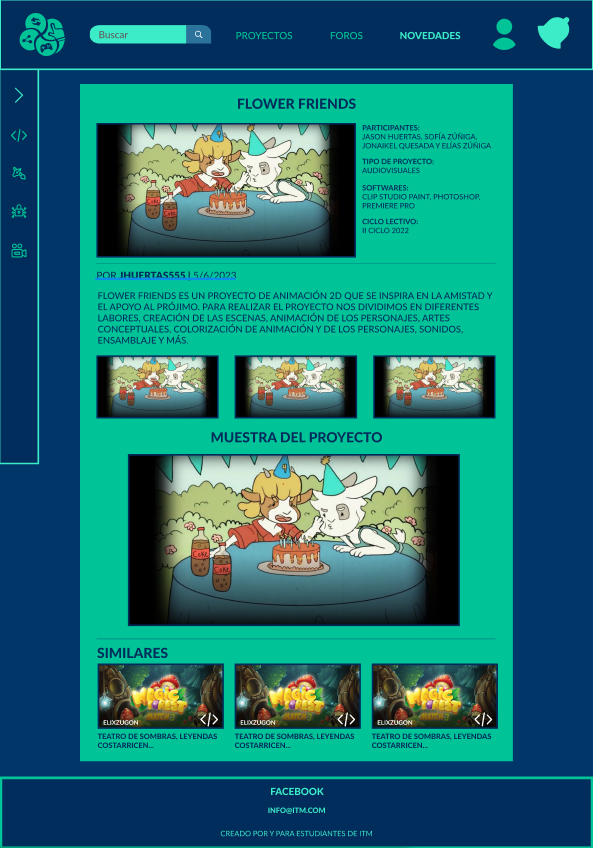 Buscar
PROYECTOS
FOROS
NOVEDADES
FLOWER FRIENDS
PARTICIPANTES:
JASON HUERTAS, SOFÍA ZÚÑIGA,
JONAIKEL QUESADA Y ELÍAS ZÚÑIGA
TIPO DE PROYECTO:
AUDIOVISUALES
SOFTWARES:
CLIP STUDIO PAINT, PHOTOSHOP,
PREMIERE PRO
CICLO LECTIVO:
II CICLO 2022
POR JHUERTAS555 | 5/6/2023
FLOWER FRIENDS ES UN PROYECTO DE ANIMACIÓN 2D QUE SE INSPIRA EN LA AMISTAD Y
EL APOYO AL PRÓJIMO. PARA REALIZAR EL PROYECTO NOS DIVIDIMOS EN DIFERENTES
LABORES, CREACIÓN DE LAS ESCENAS, ANIMACIÓN DE LOS PERSONAJES, ARTES
CONCEPTUALES, COLORIZACIÓN DE ANIMACIÓN Y DE LOS PERSONAJES, SONIDOS,
ENSAMBLAJE Y MÁS.
MUESTRA DEL PROYECTO
COKE
COKE
SIMILARES
ELIXZUGON
</>
ELIXZUGON
</>
ELIXZUGON
</>
TEATRO DE SOMBRAS, LEYENDAS
COSTARRICEN...
TEATRO DE SOMBRAS, LEYENDAS
COSTARRICEN...
TEATRO DE SOMBRAS, LEYENDAS
COSTARRICEN...
FACEBOOK
INFO@ITM.COM
CREADO POR Y PARA ESTUDIANTES DE ITM